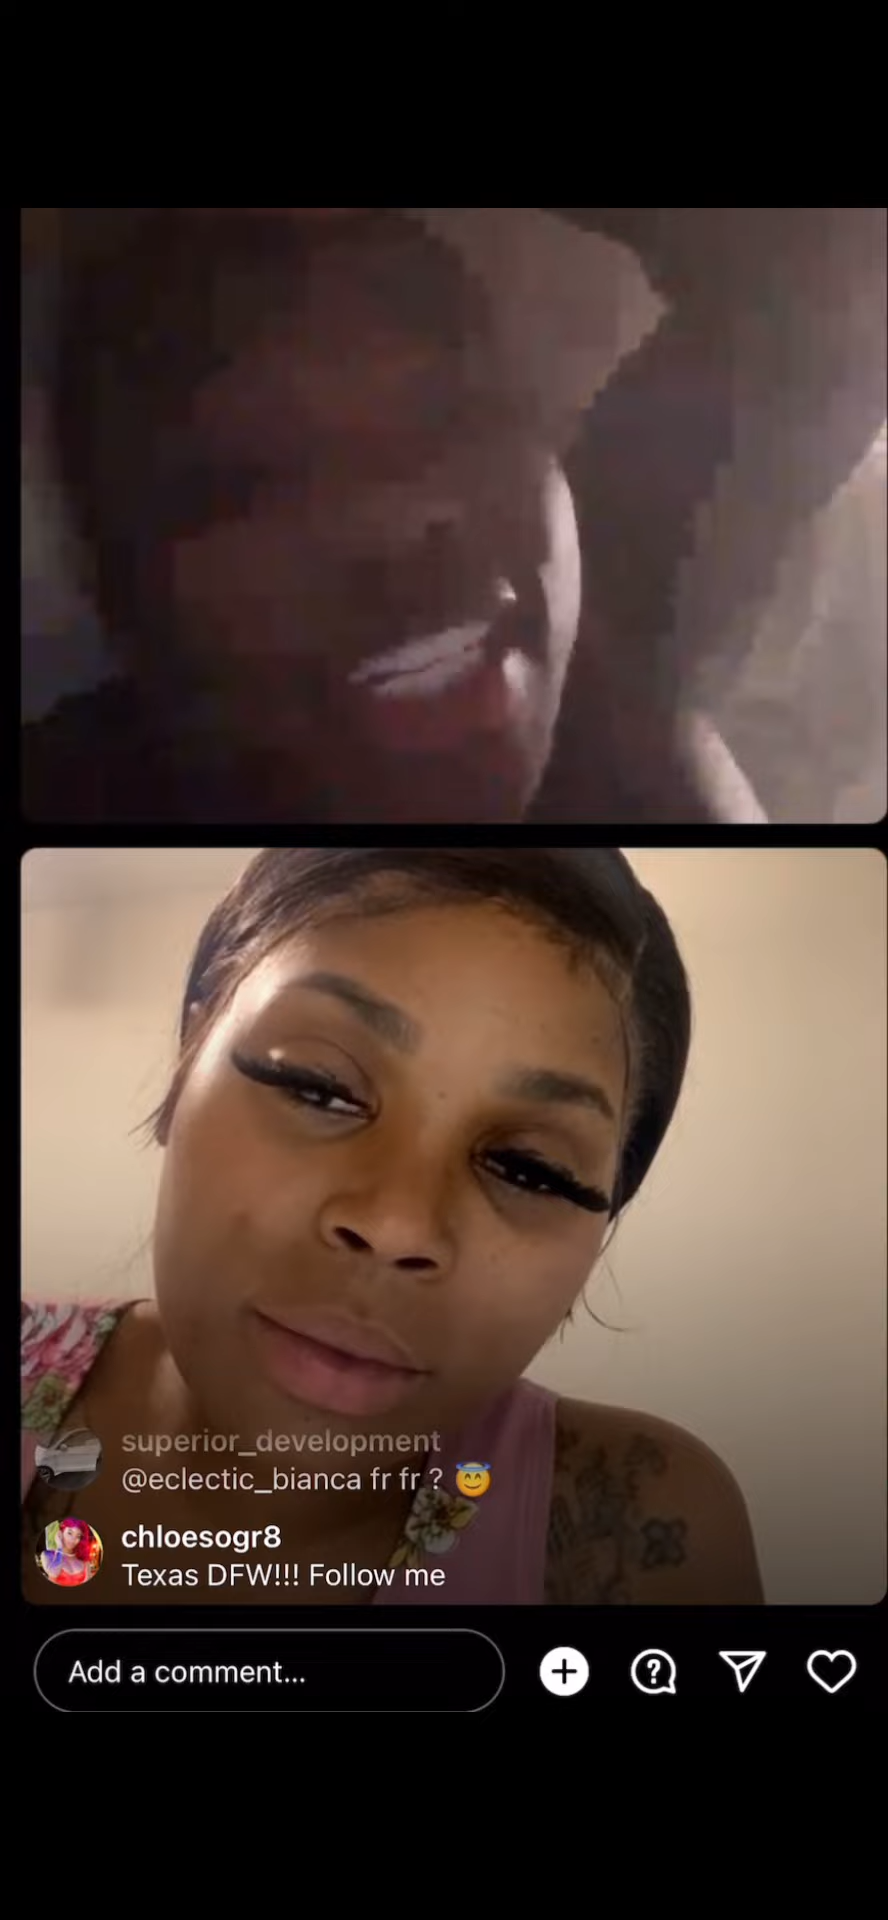 superior_development
@eclectic_bianca fr fr ? 😇
chloesogr8
Texas DFW!!! Follow me
Add a comment...